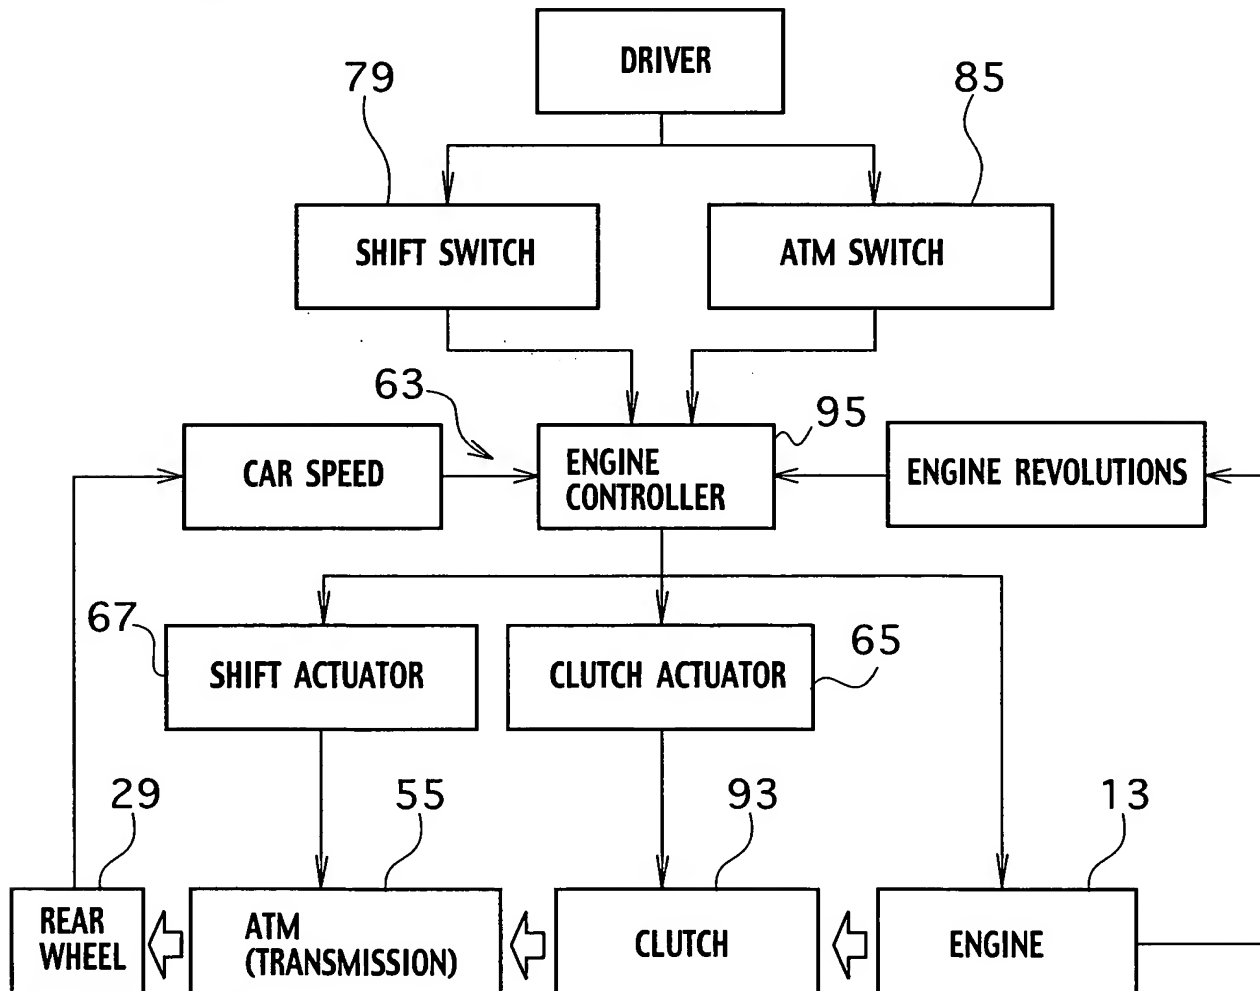 DRIVER
79
85
SHIFT SWITCH
ATM SWITCH
63
95
CAR SPEED
ENGINE
CONTROLLER
ENGINE REVOLUTIONS
67
SHIFT ACTUATOR
CLUTCH ACTUATOR
65
29
55
93
13
REAR
WHEEL
ATM
(TRANSMISSION)
CLUTCH
ENGINE